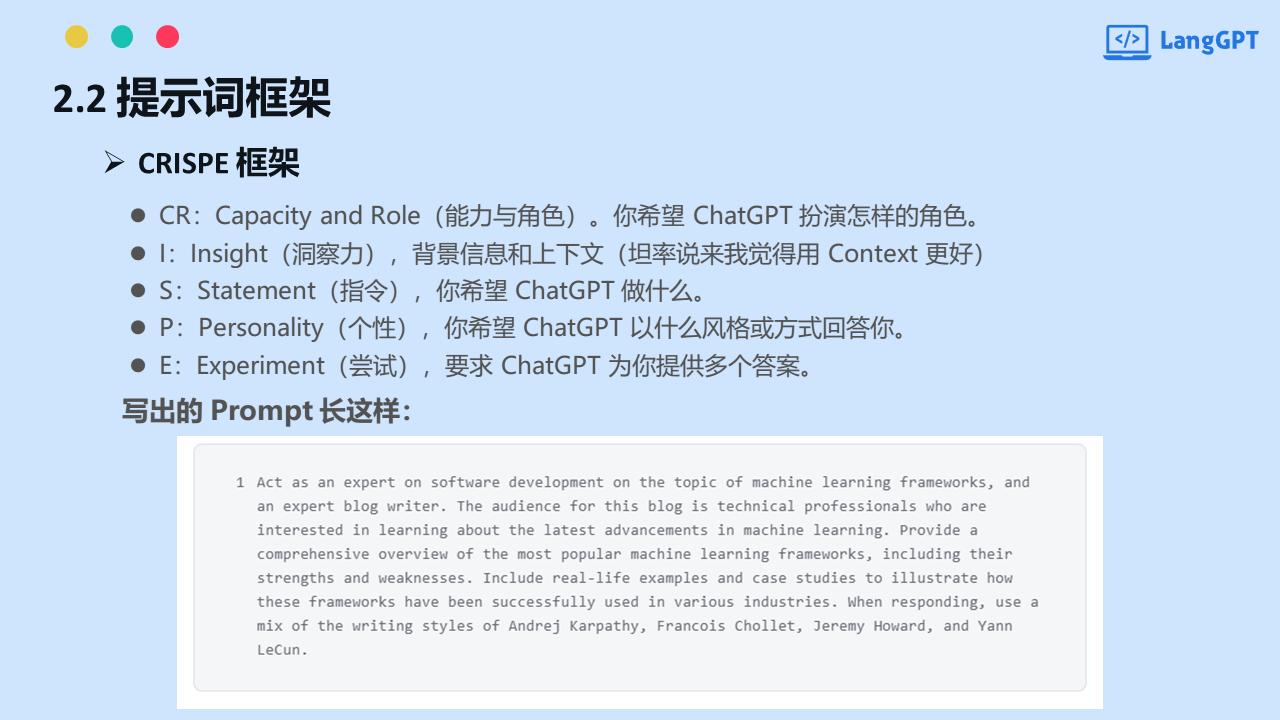 LangGPT
2.2 提示词框架
CRISPE 框架
CR：Capacity and Role（能力与角色）。你希望 ChatGPT 扮演怎样的角色。
I：Insight（洞察力），背景信息和上下文（坦率说来我觉得用 Context 更好）
S：Statement（指令），你希望 ChatGPT 做什么。
P：Personality（个性），你希望 ChatGPT 以什么风格或方式回答你。
E：Experiment（尝试），要求 ChatGPT 为你提供多个答案。
写出的 Prompt 长这样：
1 Act as an expert on software development on the topic of machine learning frameworks, and
an expert blog writer. The audience for this blog is technical professionals who are
interested in learning about the latest advancements in machine learning. Provide a
comprehensive overview of the most popular machine learning frameworks, including their
strengths and weaknesses. Include real-life examples and case studies to illustrate how
these frameworks have been successfully used in various industries. When responding, use a
mix of the writing styles of Andrej Karpathy, Francois Chollet, Jeremy Howard, and Yann
LeCun.